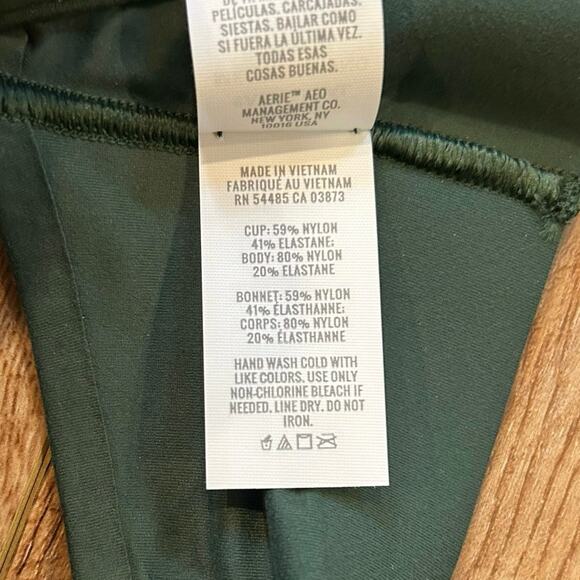 PELÍCULAS. CARCAJADAS.
SIESTAS. BAILAR COMO
SI FUERA LA ÚLTIMA VEZ.
TODAS ESAS
COSAS BUENAS.
AERIE™ AEO
MANAGEMENT CO.
NEW YORK, NY
10016 USA
MADE IN VIETNAM
FABRIQUÉ AU VIETNAM
RN 54485 CA 03873
CUP: 59% NYLON
41% ELASTANE;
BODY: 80% NYLON
20% ELASTANE
BONNET: 59% NYLON
41% ÉLASTHANNE;
CORPS: 80% NYLON
20% ÉLASTHANNE
HAND WASH COLD WITH
LIKE COLORS. USE ONLY
NON-CHLORINE BLEACH IF
NEEDED. LINE DRY. DO NOT
IRON.